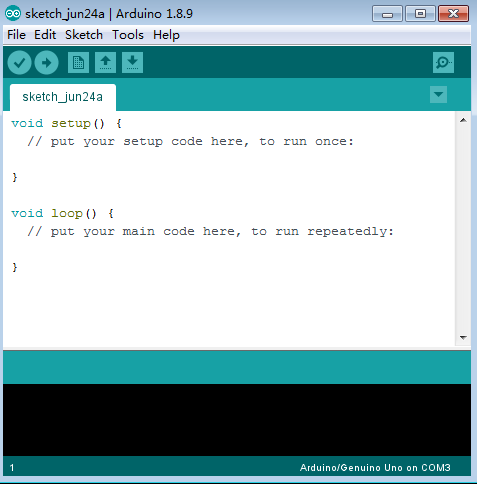 sketch_jun24a | Arduino 1.8.9
File Edit Sketch Tools Help
sketch_jun24a
void setup() {
  // put your setup code here, to run once:
}
void loop() {
  // put your main code here, to run repeatedly:
}
1 Arduino/Genuino Uno on COM3